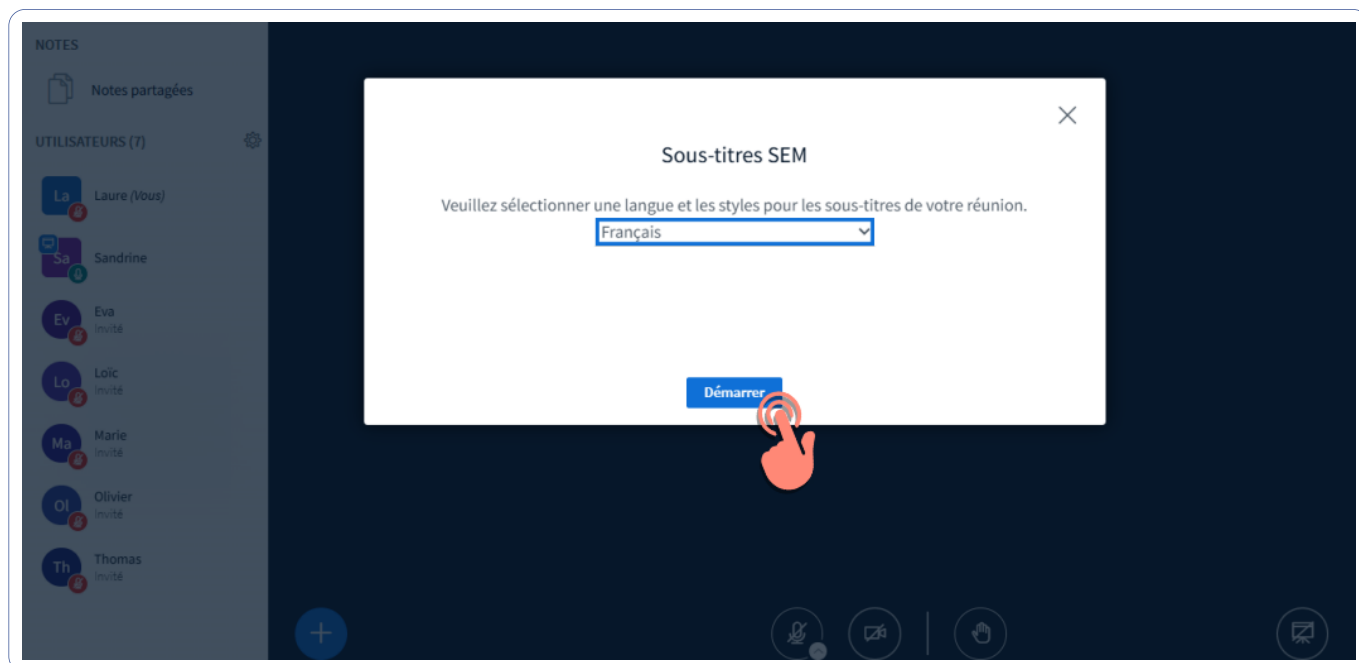 NOTES
Notes partagées
UTILISATEURS (7)
La
Laure (Vous)
Sa
Sandrine
Ev
Eva
Invité
Lo
Loïc
Invité
Ma
Marie
Invité
Ol
Olivier
Invité
Th
Thomas
Invité
Sous-titres SEM
Veuillez sélectionner une langue et les styles pour les sous-titres de votre réunion.
Français
Démarrer